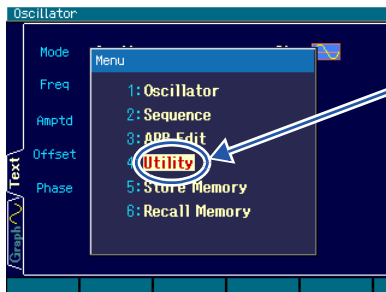 Oscillator
Mode
Menu
Freq
1: Oscillator
Amptd
2: Sequence
3: ARB Edit
Offset
4: Utility
Phase
5: Store Memory
6: Recall Memory
Text
Graph